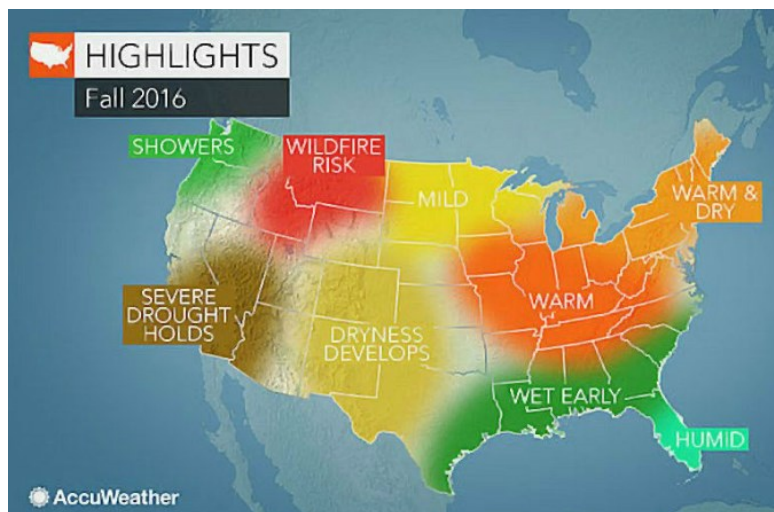 HIGHLIGHTS
Fall 2016
SHOWERS
WILDFIRE
RISK
MILD
WARM &
DRY
SEVERE
DROUGHT
HOLDS
DRYNESS
DEVELOPS
WARM
WET EARLY
HUMID
AccuWeather